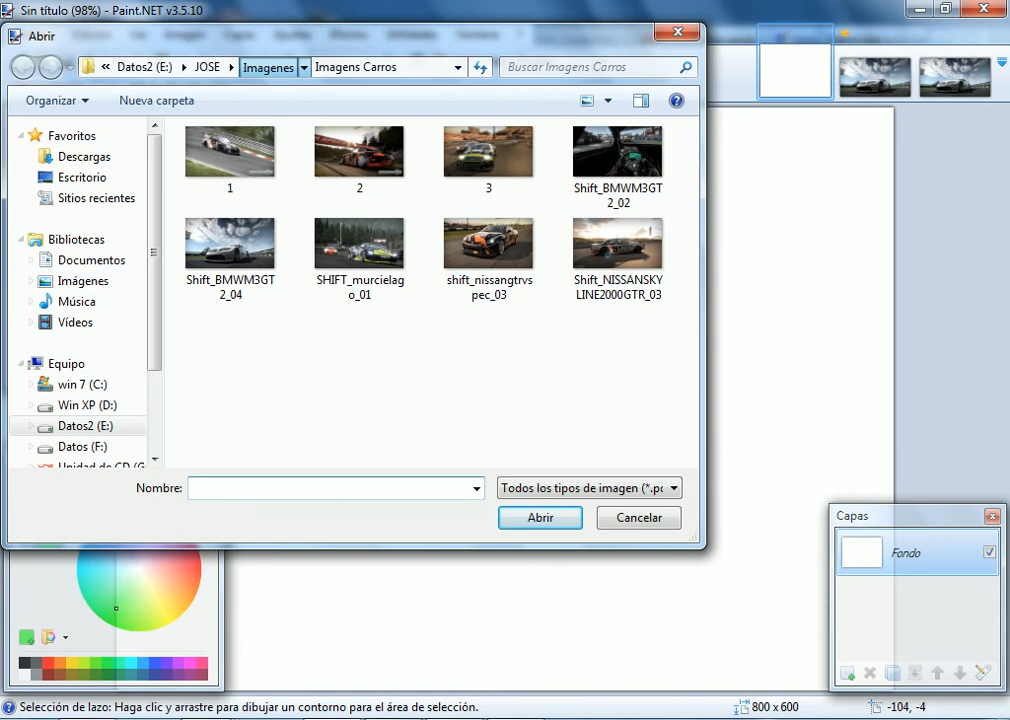 Sin título (98%) - Paint.NET v3.5.10
Abrir
« Datos2 (E:) ▸ JOSE ▸ Imagenes Imagens Carros
Buscar Imagens Carros
Organizar Nueva carpeta
Favoritos
Descargas
Escritorio
Sitios recientes
Bibliotecas
Documentos
Imágenes
Música
Vídeos
Equipo
win 7 (C:)
Win XP (D:)
Datos2 (E:)
Datos (F:)
Unidad de CD (G
1
2
3
Shift_BMWM3GT
2_02
Shift_BMWM3GT
2_04
SHIFT_murcielag
o_01
shift_nissangtrvs
pec_03
Shift_NISSANSKY
LINE2000GTR_03
Nombre:
Todos los tipos de imagen (*.pd
Abrir Cancelar
Capas
Fondo
Selección de lazo: Haga clic y arrastre para dibujar un contorno para el área de selección.
800 x 600
-104, -4